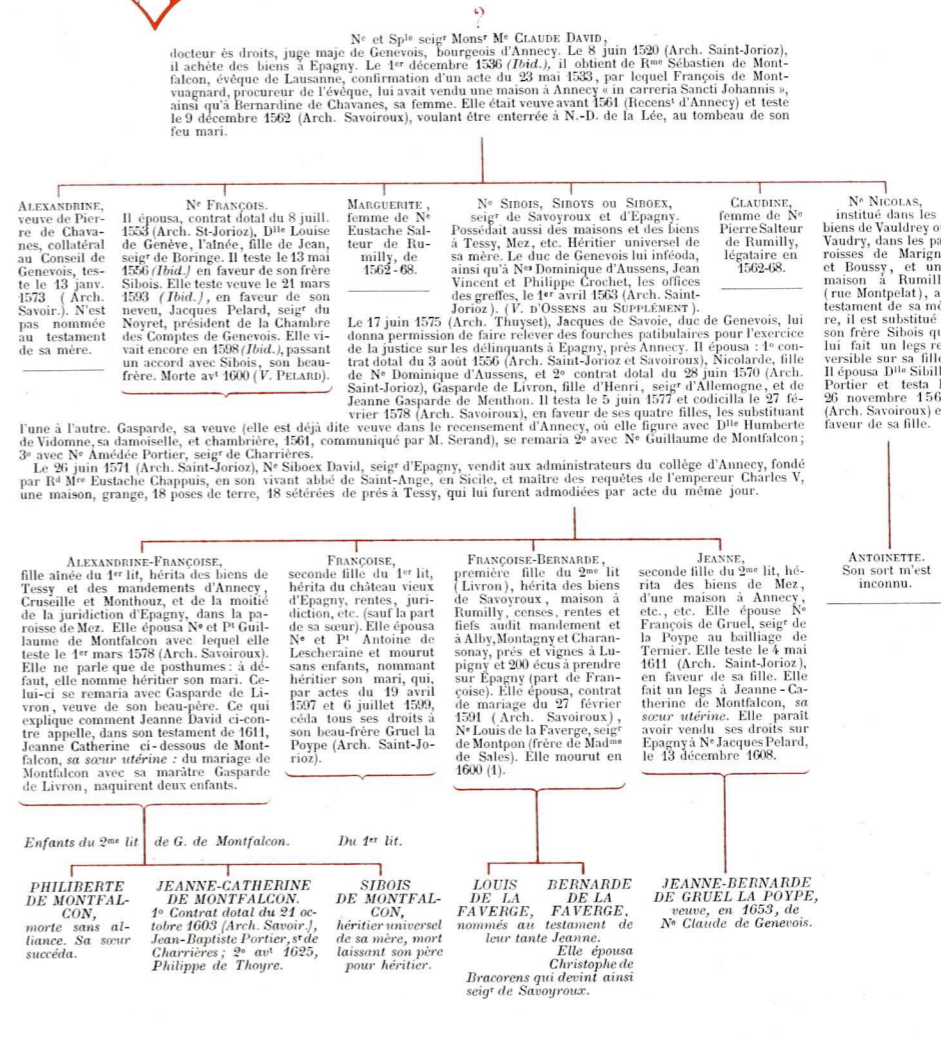 ?
Nᵉ et Spˡᵉ seigʳ Monsʳ Mᵉ CLAUDE DAVID,
docteur ès droits, juge maje de Genevois, bourgeois d'Annecy. Le 8 juin 1520 (Arch. Saint-Jorioz),
il achète des biens à Epagny. Le 1ᵉʳ décembre 1536 (Ibid.), il obtient de Rᵐᵉ Sébastien de Mont-
falcon, évêque de Lausanne, confirmation d'un acte du 23 mai 1533, par lequel François de Mont-
vuagnard, procureur de l'évêque, lui avait vendu une maison à Annecy « in carreria Sancti Johannis »,
ainsi qu'à Bernardine de Chavanes, sa femme. Elle était veuve avant 1561 (Recensᵗ d'Annecy) et teste
le 9 décembre 1562 (Arch. Savoiroux), voulant être enterrée à N.-D. de la Lée, au tombeau de son
feu mari.
ALEXANDRINE,
veuve de Pier-
re de Chava-
nes, collatéral
au Conseil de
Genevois, tes-
te le 13 janv.
1573 (Arch.
Savoir.). N'est
pas nommée
au testament
de sa mère.
Nᵉ FRANÇOIS.
Il épousa, contrat dotal du 8 juill.
1553 (Arch. St-Jorioz), Dˡˡᵉ Louise
de Genève, l'aînée, fille de Jean,
seigʳ de Boringe. Il teste le 13 mai
1556 (Ibid.) en faveur de son frère
Sibois. Elle teste veuve le 21 mars
1593 (Ibid.), en faveur de son
neveu, Jacques Pelard, seigʳ du
Noyret, président de la Chambre
des Comptes de Genevois. Elle vi-
vait encore en 1598 (Ibid.), passant
un accord avec Sibois, son beau-
frère. Morte avᵗ 1600 (V. PELARD).
MARGUERITE,
femme de Nᵉ
Eustache Sal-
teur de Ru-
milly, de
1562-68.
Nᵉ SIBOIS, SIBOYS OU SIBOEX,
seigʳ de Savoyroux et d'Epagny.
Possédait aussi des maisons et des biens
à Tessy, Mez, etc. Héritier universel de
sa mère. Le duc de Genevois lui inféoda,
ainsi qu'à Nᵉˢ Dominique d'Aussens, Jean
Vincent et Philippe Crochet, les offices
des greffes, le 1ᵉʳ avril 1563 (Arch. Saint-
Jorioz). (V. D'OSSENS AU SUPPLÉMENT).
Le 17 juin 1575 (Arch. Thuyset), Jacques de Savoie, duc de Genevois, lui
donna permission de faire relever des fourches patibulaires pour l'exercice
de la justice sur les délinquants à Epagny, près Annecy. Il épousa : 1º con-
trat dotal du 3 août 1556 (Arch. Saint-Jorioz et Savoiroux), Nicolarde, fille
de Nᵉ Dominique d'Aussens, et 2º contrat dotal du 28 juin 1570 (Arch.
Saint-Jorioz), Gasparde de Livron, fille d'Henri, seigʳ d'Allemogne, et de
Jeanne Gasparde de Menthon. Il testa le 5 juin 1577 et codicilla le 27 fé-
vrier 1578 (Arch. Savoiroux), en faveur de ses quatre filles, les substituant
l'une à l'autre. Gasparde, sa veuve (elle est déjà dite veuve dans le recensement d'Annecy, où elle figure avec Dˡˡᵉ Humberte
de Vidomne, sa damoiselle, et chambrière, 1561, communiqué par M. Serand), se remaria 2º avec Nᵉ Guillaume de Montfalcon;
3º avec Nᵉ Amédée Portier, seigʳ de Charrières.
Le 26 juin 1571 (Arch. Saint-Jorioz), Nᵉ Siboex David, seigʳ d'Epagny, vendit aux administrateurs du collège d'Annecy, fondé
par Rᵈ Mʳᵉ Eustache Chappuis, en son vivant abbé de Saint-Ange, en Sicile, et maître des requêtes de l'empereur Charles V,
une maison, grange, 18 poses de terre, 18 sétérées de prés à Tessy, qui lui furent admodiées par acte du même jour.
CLAUDINE,
femme de Nᵉ
Pierre Salteur
de Rumilly,
légataire en
1562-68.
Nᵉ NICOLAS,
institué dans les
biens de Vauldrey o
Vaudry, dans les pa
roisses de Marign
et Boussy, et un
maison à Rumill
(rue Montpelat), a
testament de sa mè
re, il est substitué
son frère Sibois qu
lui fait un legs re
versible sur sa fille
Il épousa Dˡˡᵉ Sibill
Portier et testa l
26 novembre 156
(Arch. Savoiroux) e
faveur de sa fille.
ALEXANDRINE-FRANÇOISE,
fille aînée du 1ᵉʳ lit, hérita des biens de
Tessy et des mandements d'Annecy,
Cruseille et Monthouz, et de la moitié
de la juridiction d'Epagny, dans la pa-
roisse de Mez. Elle épousa Nᵉ et Pᵗ Guil-
laume de Montfalcon avec lequel elle
teste le 1ᵉʳ mars 1578 (Arch. Savoiroux).
Elle ne parle que de posthumes : à dé-
faut, elle nomme héritier son mari. Ce-
lui-ci se remaria avec Gasparde de Li-
vron, veuve de son beau-père. Ce qui
explique comment Jeanne David ci-con-
tre appelle, dans son testament de 1611,
Jeanne Catherine ci-dessous de Mont-
falcon, sa sœur utérine : du mariage de
Montfalcon avec sa marâtre Gasparde
de Livron, naquirent deux enfants.
FRANÇOISE,
seconde fille du 1ᵉʳ lit,
hérita du château vieux
d'Epagny, rentes, juri-
diction, etc. (sauf la part
de sa sœur). Elle épousa
Nᵉ et Pᵗ Antoine de
Lescheraine et mourut
sans enfants, nommant
héritier son mari, qui,
par actes du 19 avril
1597 et 6 juillet 1599,
céda tous ses droits à
son beau-frère Gruel la
Poype (Arch. Saint-Jo-
rioz).
FRANÇOISE-BERNARDE,
première fille du 2ᵐᵉ lit
(Livron), hérita des biens
de Savoyroux, maison à
Rumilly, censes, rentes et
fiefs audit mandement et
à Alby, Montagny et Charan-
sonay, prés et vignes à Lu-
pigny et 200 écus à prendre
sur Epagny (part de Fran-
çoise). Elle épousa, contrat
de mariage du 27 février
1591 (Arch. Savoiroux),
Nᵉ Louis de la Faverge, seigʳ
de Montpon (frère de Madᵐᵉ
de Sales). Elle mourut en
1600 (1).
JEANNE,
seconde fille du 2ᵐᵉ lit, hé-
rita des biens de Mez,
d'une maison à Annecy,
etc., etc. Elle épouse Nᵉ
François de Gruel, seigʳ de
la Poype au bailliage de
Ternier. Elle teste le 4 mai
1611 (Arch. Saint-Jorioz),
en faveur de sa fille. Elle
fait un legs à Jeanne-Ca-
therine de Montfalcon, sa
sœur utérine. Elle paraît
avoir vendu ses droits sur
Epagny à Nᵉ Jacques Pelard,
le 13 décembre 1608.
ANTOINETTE.
Son sort m'est
inconnu.
Enfants du 2ᵐᵉ lit de G. de Montfalcon.
Du 1ᵉʳ lit.
PHILIBERTE
DE MONTFAL-
CON,
morte sans al-
liance. Sa sœur
succéda.
JEANNE-CATHERINE
DE MONTFALCON.
1º Contrat dotal du 21 oc-
tobre 1603 (Arch. Savoir.),
Jean-Baptiste Portier, sʳ de
Charrières; 2º avᵗ 1625,
Philippe de Thoyre.
SIBOIS
DE MONTFAL-
CON,
héritier universel
de sa mère, mort
laissant son père
pour héritier.
LOUIS
DE LA
FAVERGE,
BERNARDE
DE LA
FAVERGE,
nommés au testament de
leur tante Jeanne.
Elle épousa
Christophe de
Bracorens qui devint ainsi
seigʳ de Savoyroux.
JEANNE-BERNARDE
DE GRUEL LA POYPE,
veuve, en 1653, de
Nᵉ Claude de Genevois.